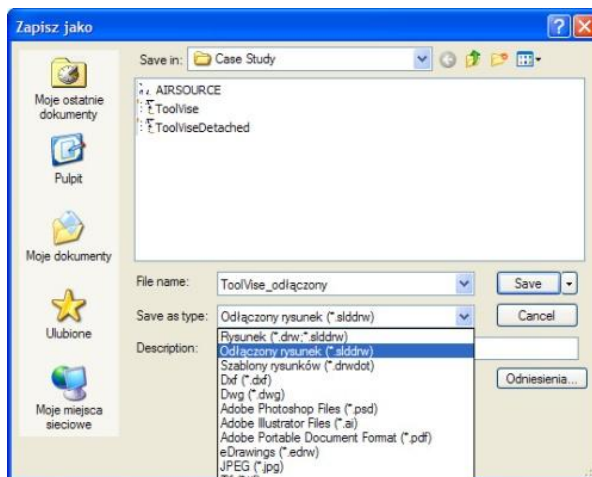 Zapisz jako
Save in: Case Study
AIRSOURCE
ToolVise
ToolViseDetached
Moje ostatnie
dokumenty
Pulpit
Moje dokumenty
Ulubione
Moje miejsca
sieciowe
File name: ToolVise_odłączony Save
Save as type: Odłączony rysunek (*.slddrw) Cancel
Description:
Odniesienia...
Rysunek (*.drw;*.slddrw)
Odłączony rysunek (*.slddrw)
Szablony rysunków (*.drwdot)
Dxf (*.dxf)
Dwg (*.dwg)
Adobe Photoshop Files (*.psd)
Adobe Illustrator Files (*.ai)
Adobe Portable Document Format (*.pdf)
eDrawings (*.edrw)
JPEG (*.jpg)